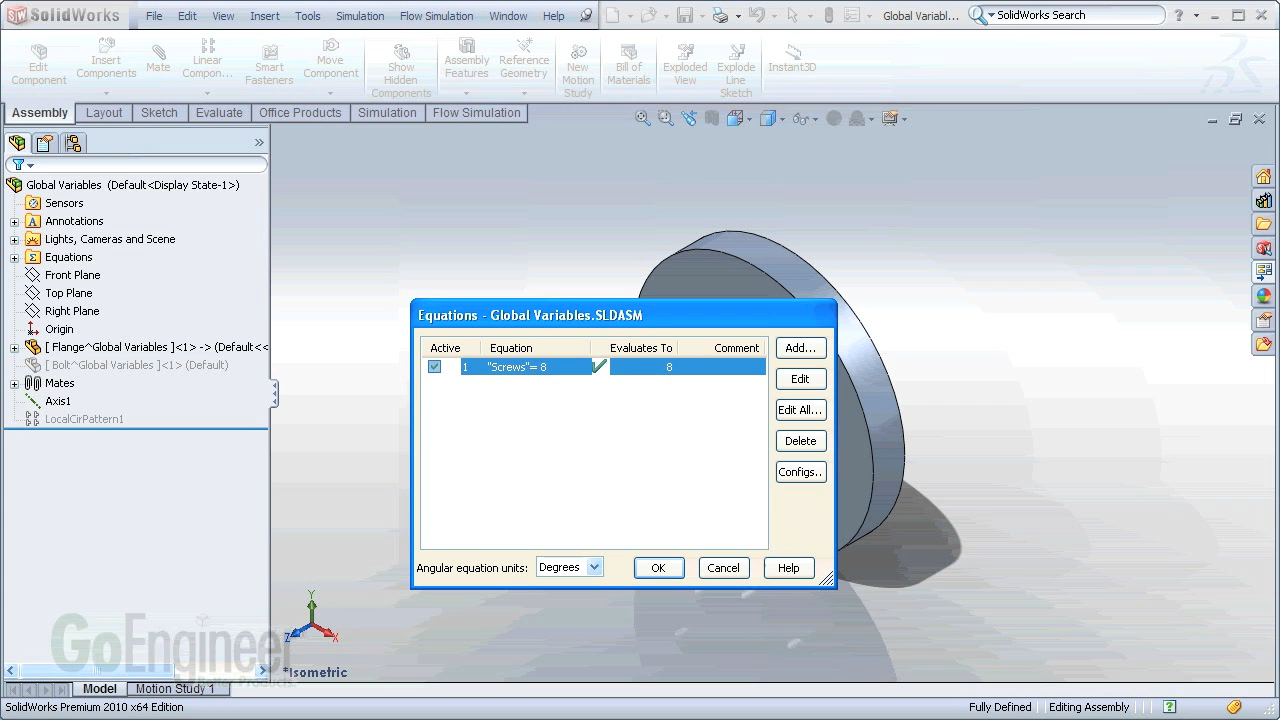 SolidWorks File Edit View Insert Tools Simulation Flow Simulation Window Help Global Variabl... SolidWorks Search
Edit Component
Insert Components
Mate
Linear Compon...
Smart Fasteners
Move Component
Show Hidden Components
Assembly Features
Reference Geometry
New Motion Study
Bill of Materials
Exploded View
Explode Line Sketch
Instant3D
Assembly Layout Sketch Evaluate Office Products Simulation Flow Simulation
Global Variables (Default<Display State-1>)
Sensors
Annotations
Lights, Cameras and Scene
Equations
Front Plane
Top Plane
Right Plane
Origin
[ Flange^Global Variables ]<1> -> (Default<<
[ Bolt^Global Variables ]<1> (Default)
Mates
Axis1
LocalCirPattern1
Equations - Global Variables.SLDASM
Active Equation Evaluates To Comment
1 "Screws"= 8 8
Add...
Edit
Edit All...
Delete
Configs..
Angular equation units: Degrees OK Cancel Help
Y
Z X
*Isometric
GoEngineer
Better Products.
Model Motion Study 1
SolidWorks Premium 2010 x64 Edition Fully Defined Editing Assembly